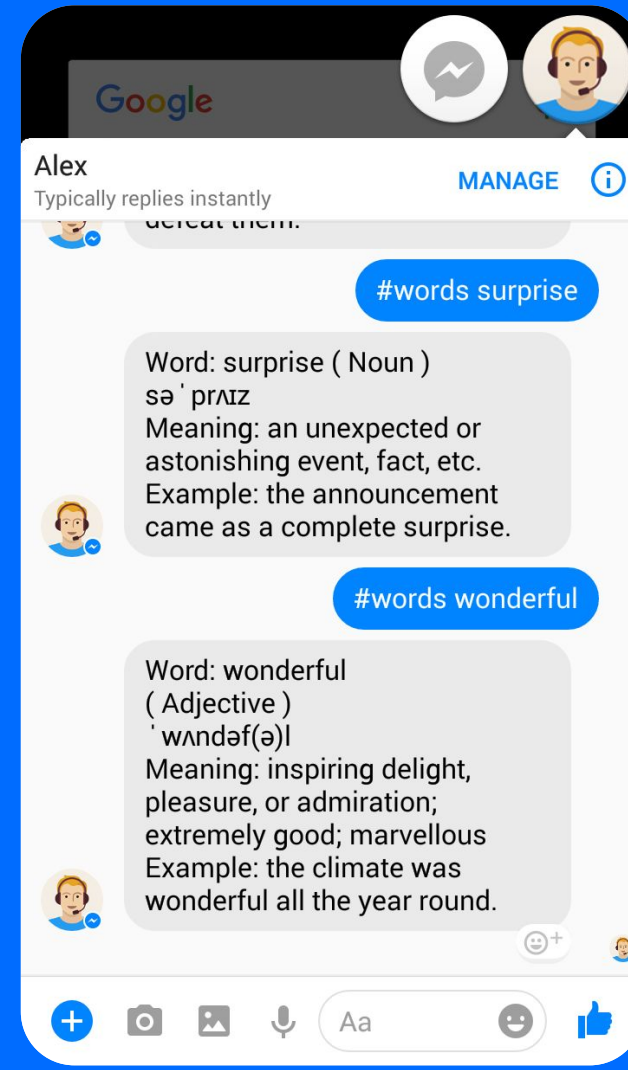 Google
Alex
MANAGE
Typically replies instantly
defeat them.
#words surprise
Word: surprise ( Noun )
səˈprʌɪz
Meaning: an unexpected or
astonishing event, fact, etc.
Example: the announcement
came as a complete surprise.
#words wonderful
Word: wonderful
( Adjective )
ˈwʌndəf(ə)l
Meaning: inspiring delight,
pleasure, or admiration;
extremely good; marvellous
Example: the climate was
wonderful all the year round.
Aa